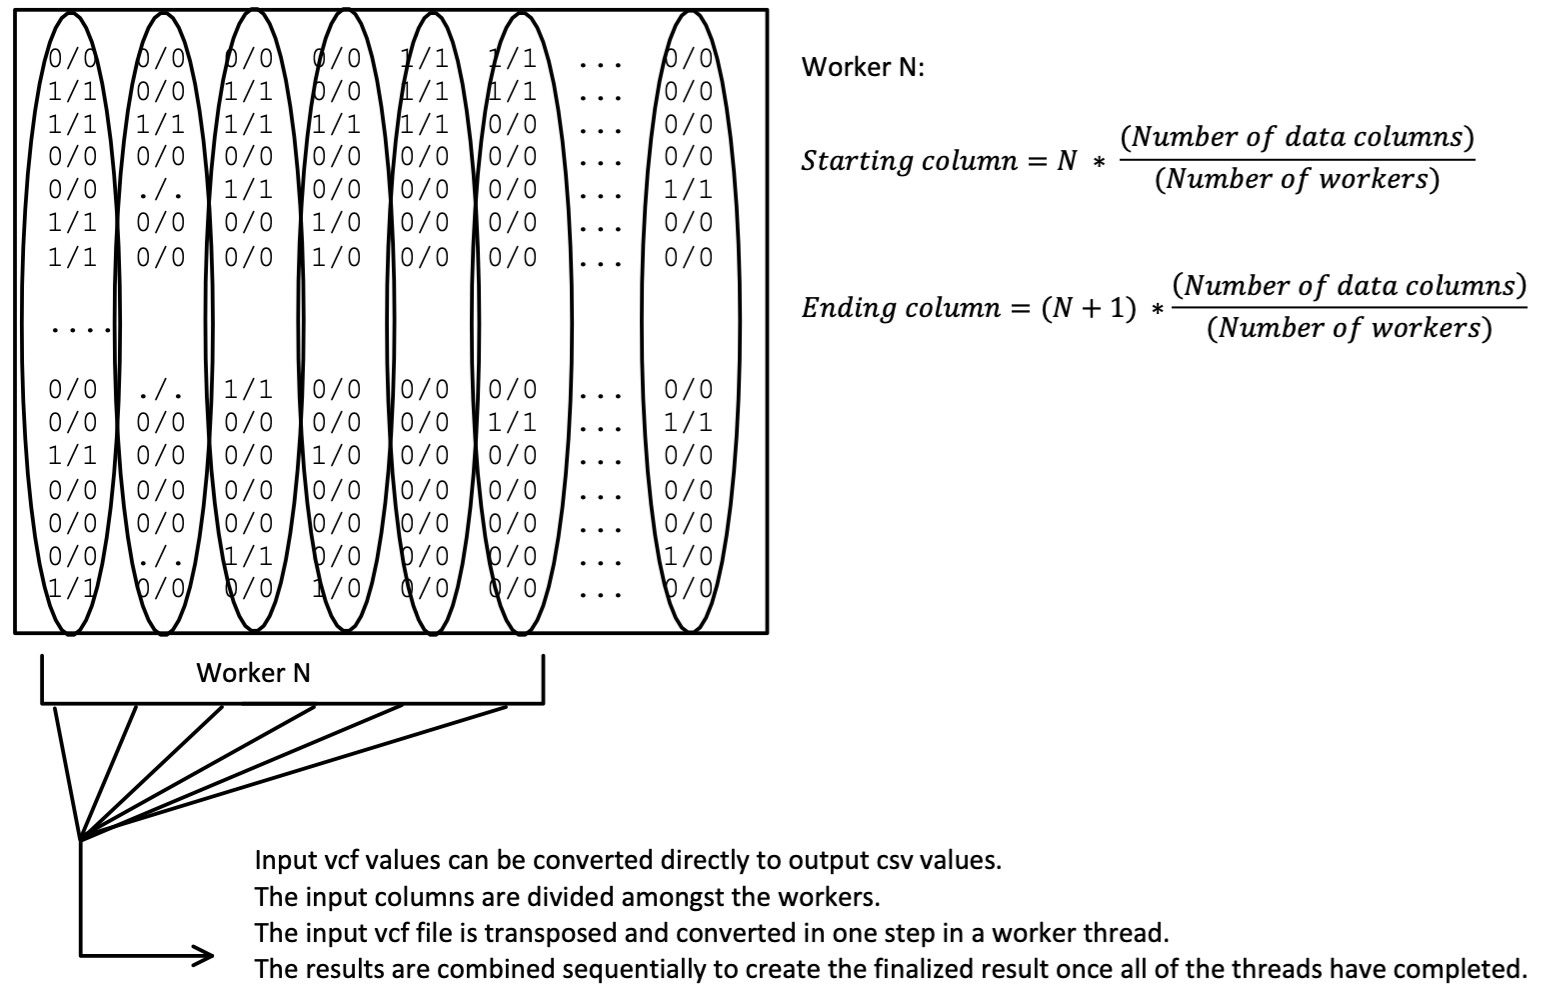 0/0 0/0 0/0 0/0 1/1 1/1 ... 0/0
1/1 0/0 1/1 0/0 1/1 1/1 ... 0/0
1/1 1/1 1/1 1/1 1/1 0/0 ... 0/0
0/0 0/0 0/0 0/0 0/0 0/0 ... 0/0
0/0 ./. 1/1 0/0 0/0 0/0 ... 1/1
1/1 0/0 0/0 1/0 0/0 0/0 ... 0/0
1/1 0/0 0/0 1/0 0/0 0/0 ... 0/0
....
0/0 ./. 1/1 0/0 0/0 0/0 ... 0/0
0/0 0/0 0/0 0/0 0/0 1/1 ... 1/1
1/1 0/0 0/0 1/0 0/0 0/0 ... 0/0
0/0 0/0 0/0 0/0 0/0 0/0 ... 0/0
0/0 0/0 0/0 0/0 0/0 0/0 ... 0/0
0/0 ./. 1/1 0/0 0/0 0/0 ... 1/0
1/1 0/0 0/0 1/0 0/0 0/0 ... 0/0
Worker N:
Starting column = N * (Number of data columns)
(Number of workers)
Ending column = (N + 1) * (Number of data columns)
(Number of workers)
Worker N
Input vcf values can be converted directly to output csv values.
The input columns are divided amongst the workers.
The input vcf file is transposed and converted in one step in a worker thread.
The results are combined sequentially to create the finalized result once all of the threads have completed.